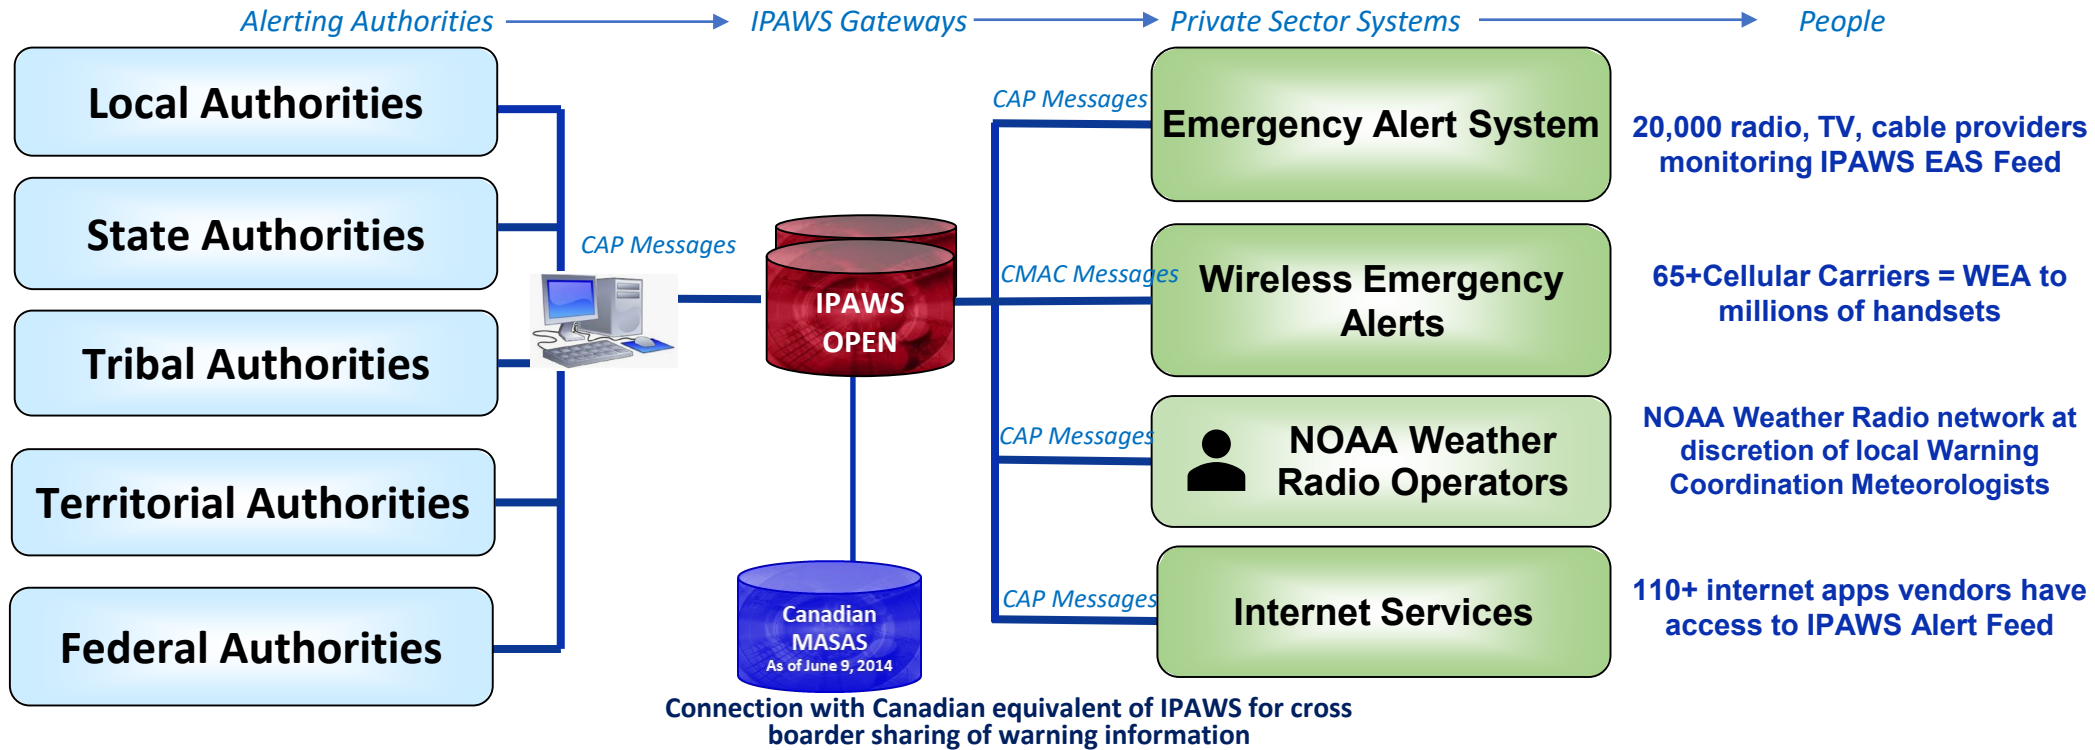 Alerting Authorities
IPAWS Gateways
Private Sector Systems
People
Local Authorities
State Authorities
Tribal Authorities
Territorial Authorities
Federal Authorities
CAP Messages
IPAWS
OPEN
Canadian
MASAS
As of June 9, 2014
Connection with Canadian equivalent of IPAWS for cross
boarder sharing of warning information
CAP Messages
Emergency Alert System
20,000 radio, TV, cable providers
monitoring IPAWS EAS Feed
CMAC Messages
Wireless Emergency
Alerts
65+Cellular Carriers = WEA to
millions of handsets
CAP Messages
NOAA Weather
Radio Operators
NOAA Weather Radio network at
discretion of local Warning
Coordination Meteorologists
CAP Messages
Internet Services
110+ internet apps vendors have
access to IPAWS Alert Feed